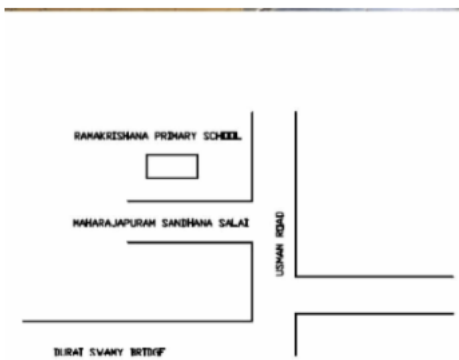 RAMAKRISHANA PRIMARY SCHOOL
MAHARAJAPURAM SANDHANA SALAI
USMAN ROAD
DURAI SWAMY BRIDGE